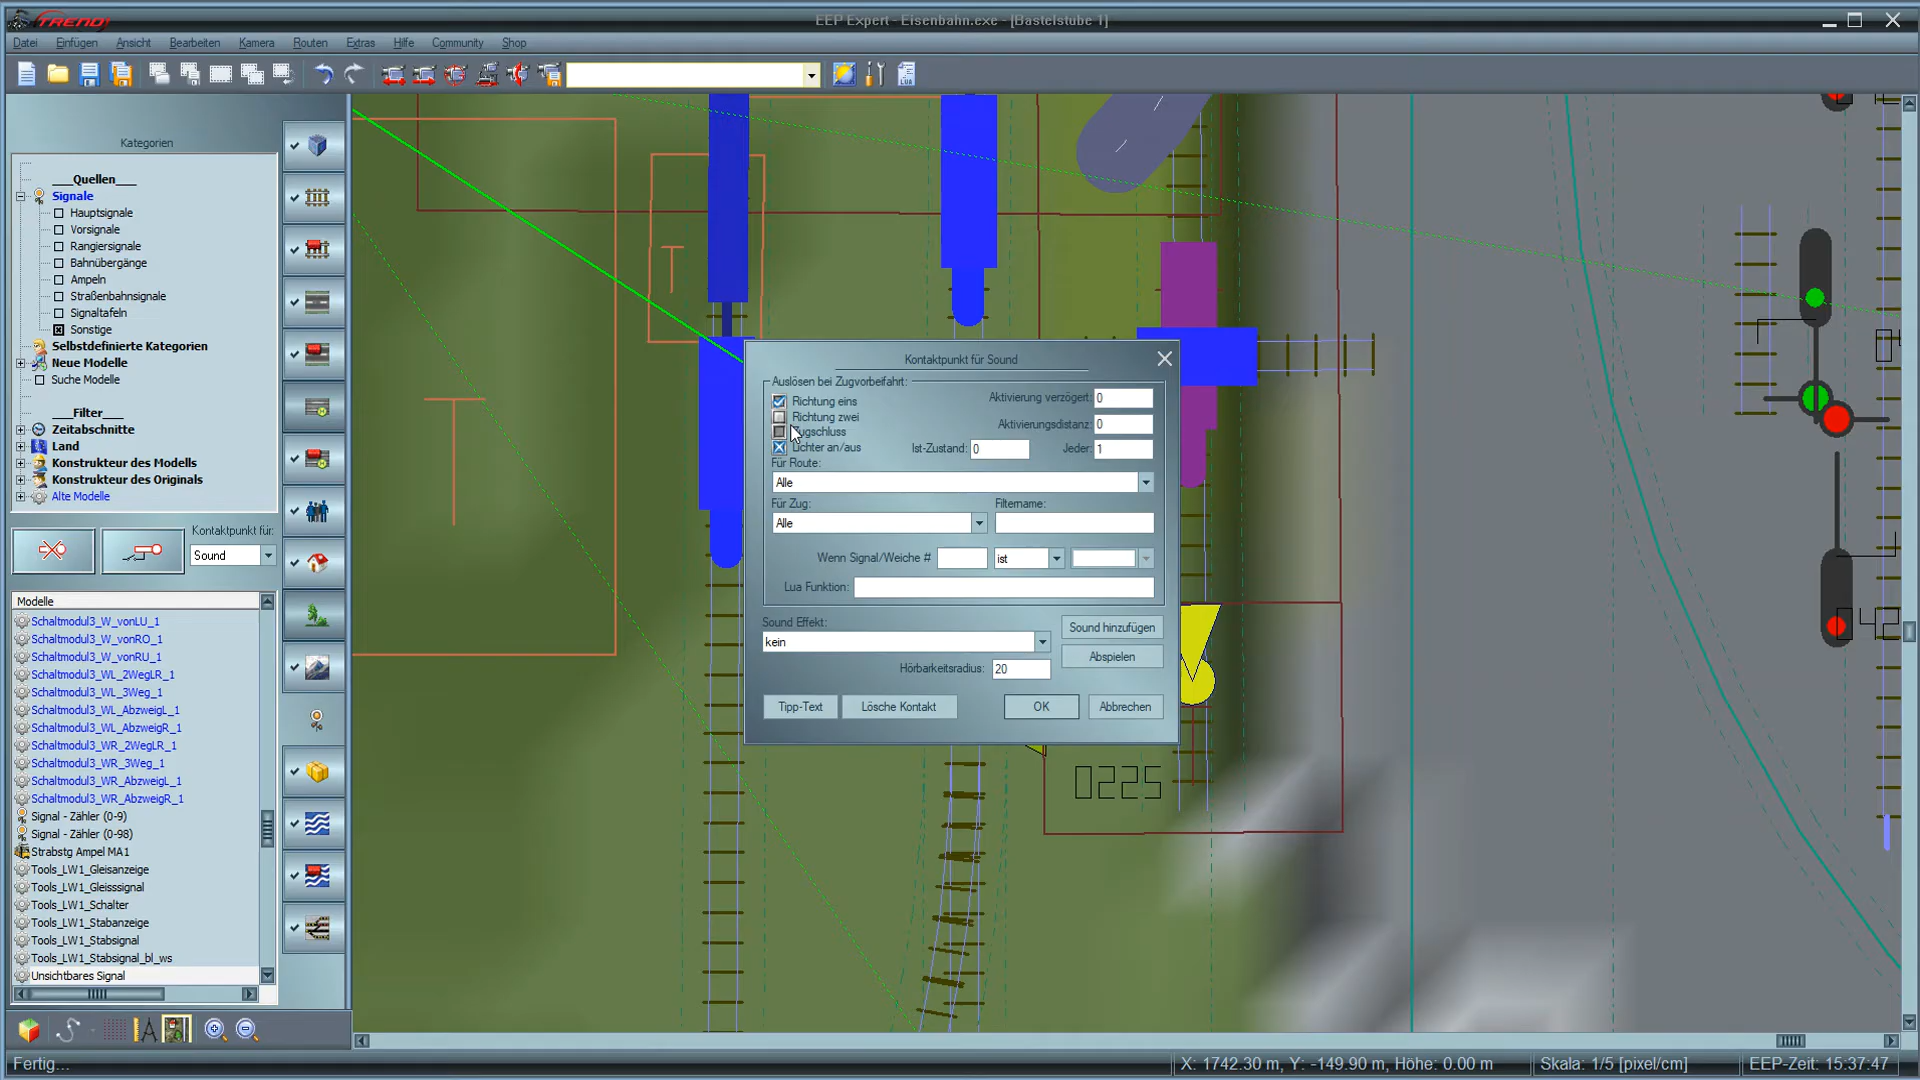 TREND
EEP Expert - Eisenbahn.exe - [Bastelstube 1]
Datei Einfügen Ansicht Bearbeiten Kamera Routen Extras Hilfe Community Shop
Kategorien
___Quellen___
Signale
Hauptsignale
Vorsignale
Rangiersignale
Bahnübergänge
Ampeln
Straßenbahnsignale
Signaltafeln
Sonstige
Selbstdefinierte Kategorien
Neue Modelle
Suche Modelle
___Filter___
Zeitabschnitte
Land
Konstrukteur des Modells
Konstrukteur des Originals
Alte Modelle
Kontaktpunkt für:
Sound
Modelle
Schaltmodul3_W_vonLU_1
Schaltmodul3_W_vonRO_1
Schaltmodul3_W_vonRU_1
Schaltmodul3_WL_2WegLR_1
Schaltmodul3_WL_3Weg_1
Schaltmodul3_WL_AbzweigL_1
Schaltmodul3_WL_AbzweigR_1
Schaltmodul3_WR_2WegLR_1
Schaltmodul3_WR_3Weg_1
Schaltmodul3_WR_AbzweigL_1
Schaltmodul3_WR_AbzweigR_1
Signal - Zähler (0-9)
Signal - Zähler (0-98)
Strabstg Ampel MA1
Tools_LW1_Gleisanzeige
Tools_LW1_Gleisssignal
Tools_LW1_Schalter
Tools_LW1_Stabanzeige
Tools_LW1_Stabsignal
Tools_LW1_Stabsignal_bl_ws
Unsichtbares Signal
Kontaktpunkt für Sound
Auslösen bei Zugvorbeifahrt:
Richtung eins
Aktivierung verzögert: 0
Richtung zwei
Aktivierungsdistanz: 0
Zugschluss
Lichter an/aus
Ist-Zustand: 0
Jeder: 1
Für Route:
Alle
Für Zug:
Filtername:
Alle
Wenn Signal/Weiche # ist
Lua Funktion:
Sound Effekt:
Sound hinzufügen
kein
Abspielen
Hörbarkeitsradius: 20
Tipp-Text Lösche Kontakt OK Abbrechen
0225
Fertig...
X: 1742.30 m, Y: -149.90 m, Höhe: 0.00 m
Skala: 1/5 [pixel/cm]
EEP-Zeit: 15:37:47